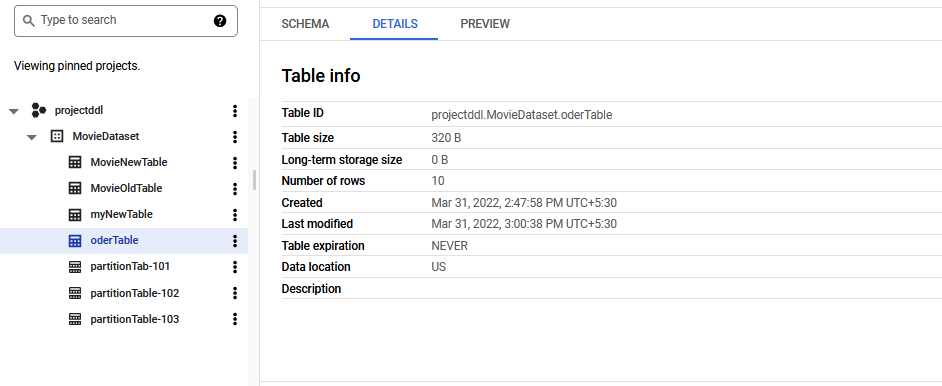 Type to search
Viewing pinned projects.
projectddl
MovieDataset
MovieNewTable
MovieOldTable
myNewTable
oderTable
partitionTab-101
partitionTable-102
partitionTable-103
SCHEMA DETAILS PREVIEW
Table info
Table ID projectddl.MovieDataset.oderTable
Table size 320 B
Long-term storage size 0 B
Number of rows 10
Created Mar 31, 2022, 2:47:58 PM UTC+5:30
Last modified Mar 31, 2022, 3:00:38 PM UTC+5:30
Table expiration NEVER
Data location US
Description